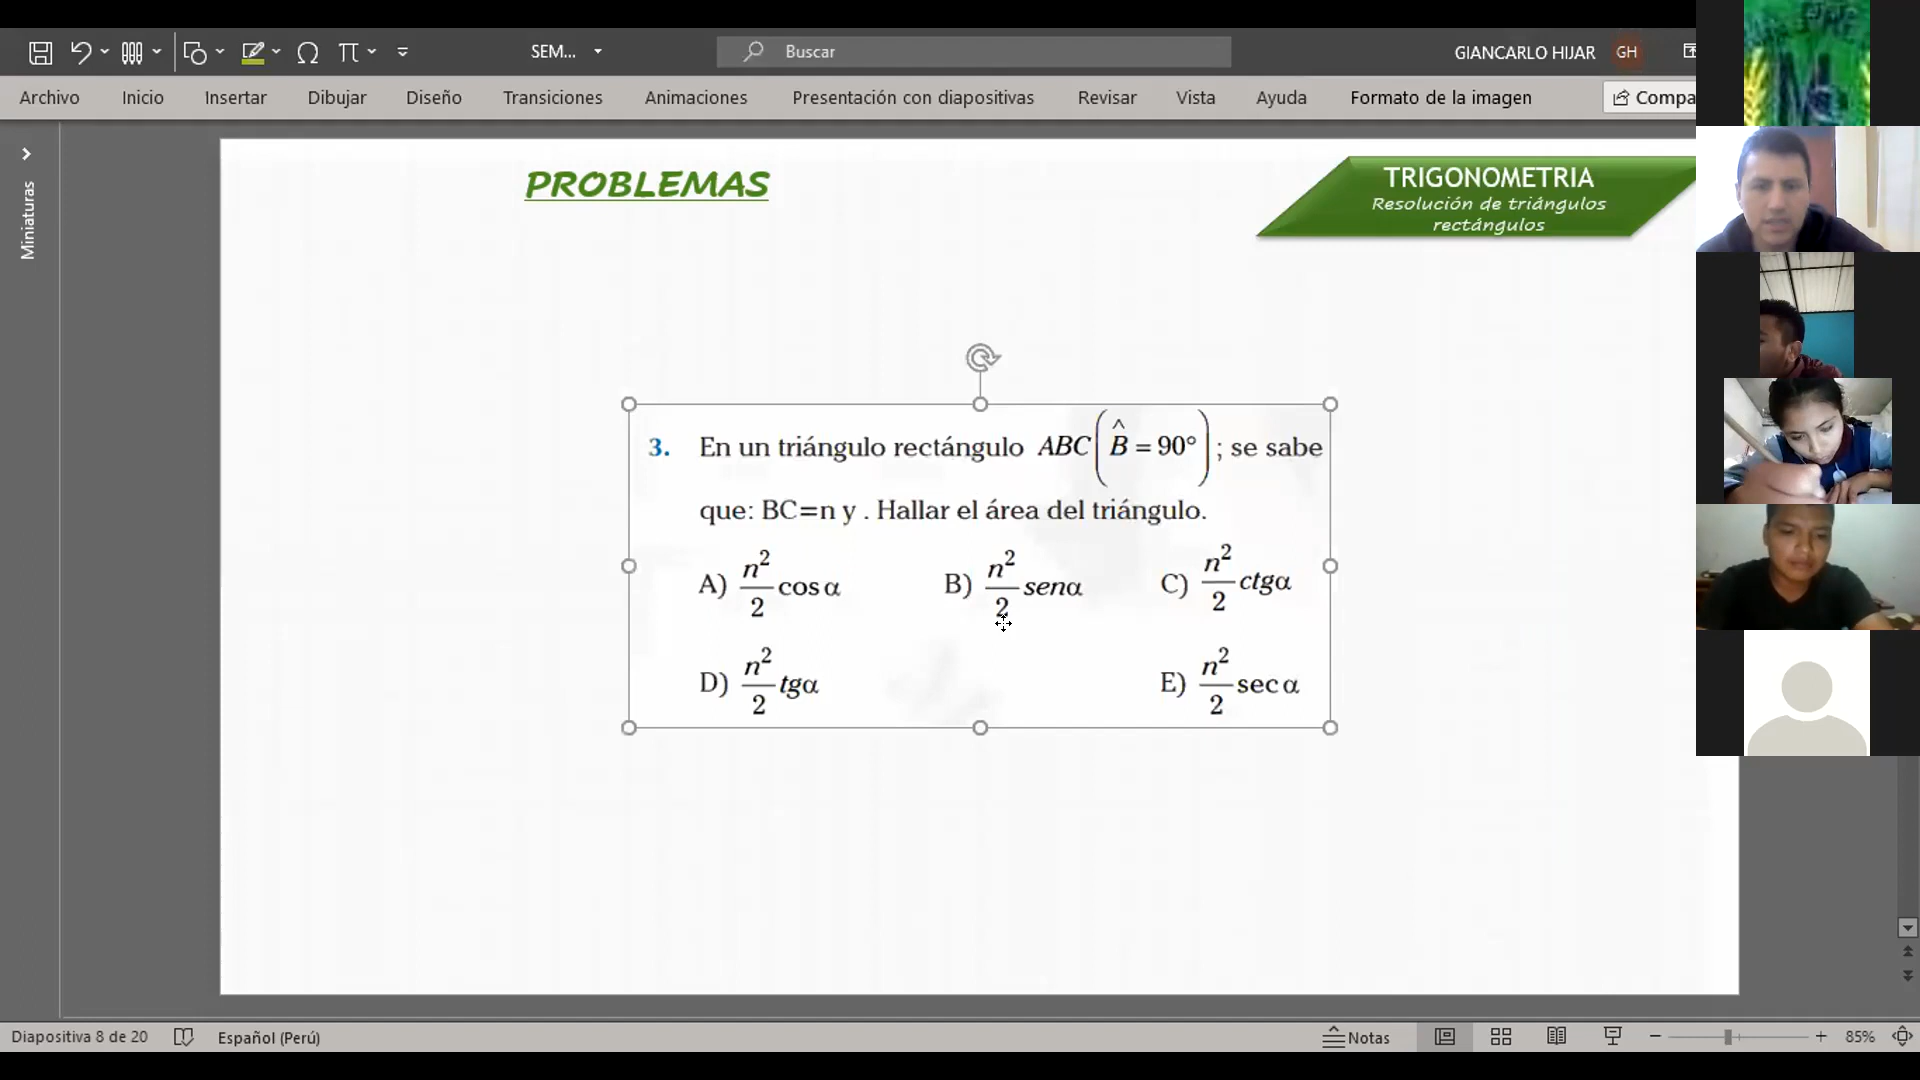 SEM...
Buscar
GIANCARLO HIJAR GH
Archivo Inicio Insertar Dibujar Diseño Transiciones Animaciones Presentación con diapositivas Revisar Vista Ayuda Formato de la imagen Compa
Miniaturas
PROBLEMAS
TRIGONOMETRIA
Resolución de triángulos
rectángulos
3. En un triángulo rectángulo ABC(B̂ = 90°) ; se sabe
que: BC=n y . Hallar el área del triángulo.
A) n²/2 cos α B) n²/2 senα C) n²/2 ctgα
D) n²/2 tgα E) n²/2 sec α
Diapositiva 8 de 20 Español (Perú) Notas 85%